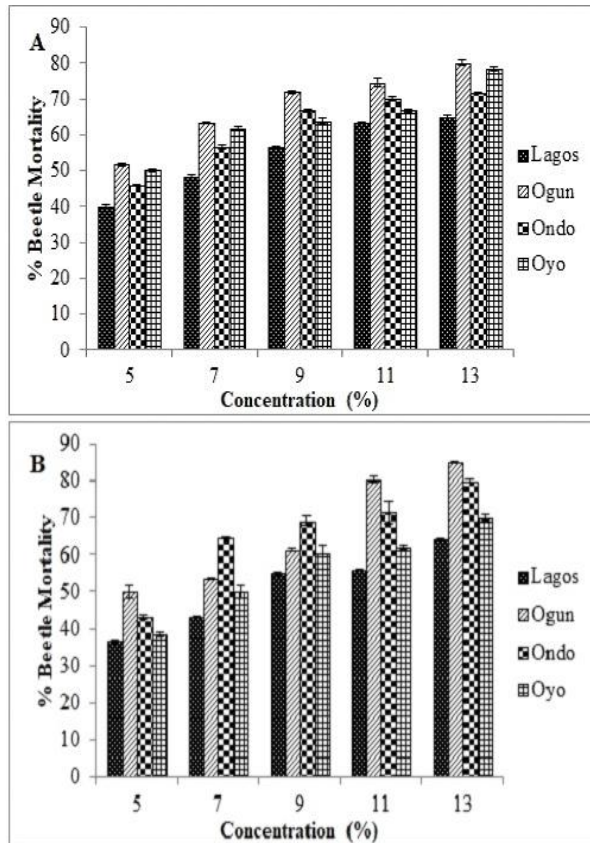 A
% Beetle Mortality
90
80
70
60
50
40
30
20
10
0
5 7 9 11 13
Concentration (%)
Lagos
Ogun
Ondo
Oyo
B
% Beetle Mortality
90
80
70
60
50
40
30
20
10
0
5 7 9 11 13
Concentration (%)
Lagos
Ogun
Ondo
Oyo